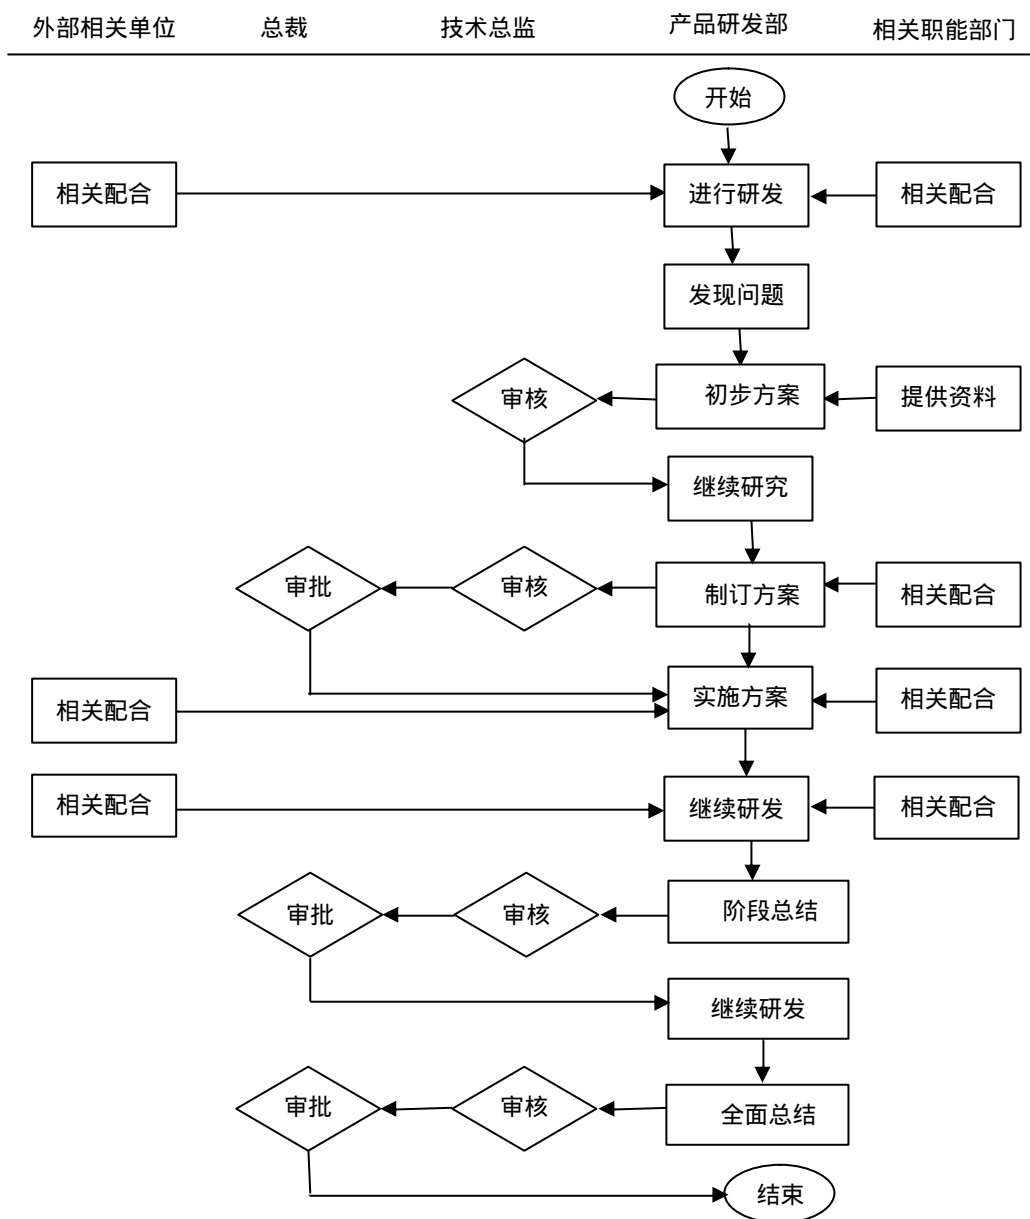 外部相关单位 总裁 技术总监 产品研发部 相关职能部门
开始
相关配合 进行研发 相关配合
发现问题
审核 初步方案 提供资料
继续研究
审批 审核 制订方案 相关配合
相关配合 实施方案 相关配合
相关配合 继续研发 相关配合
审批 审核 阶段总结
继续研发
审批 审核 全面总结
结束